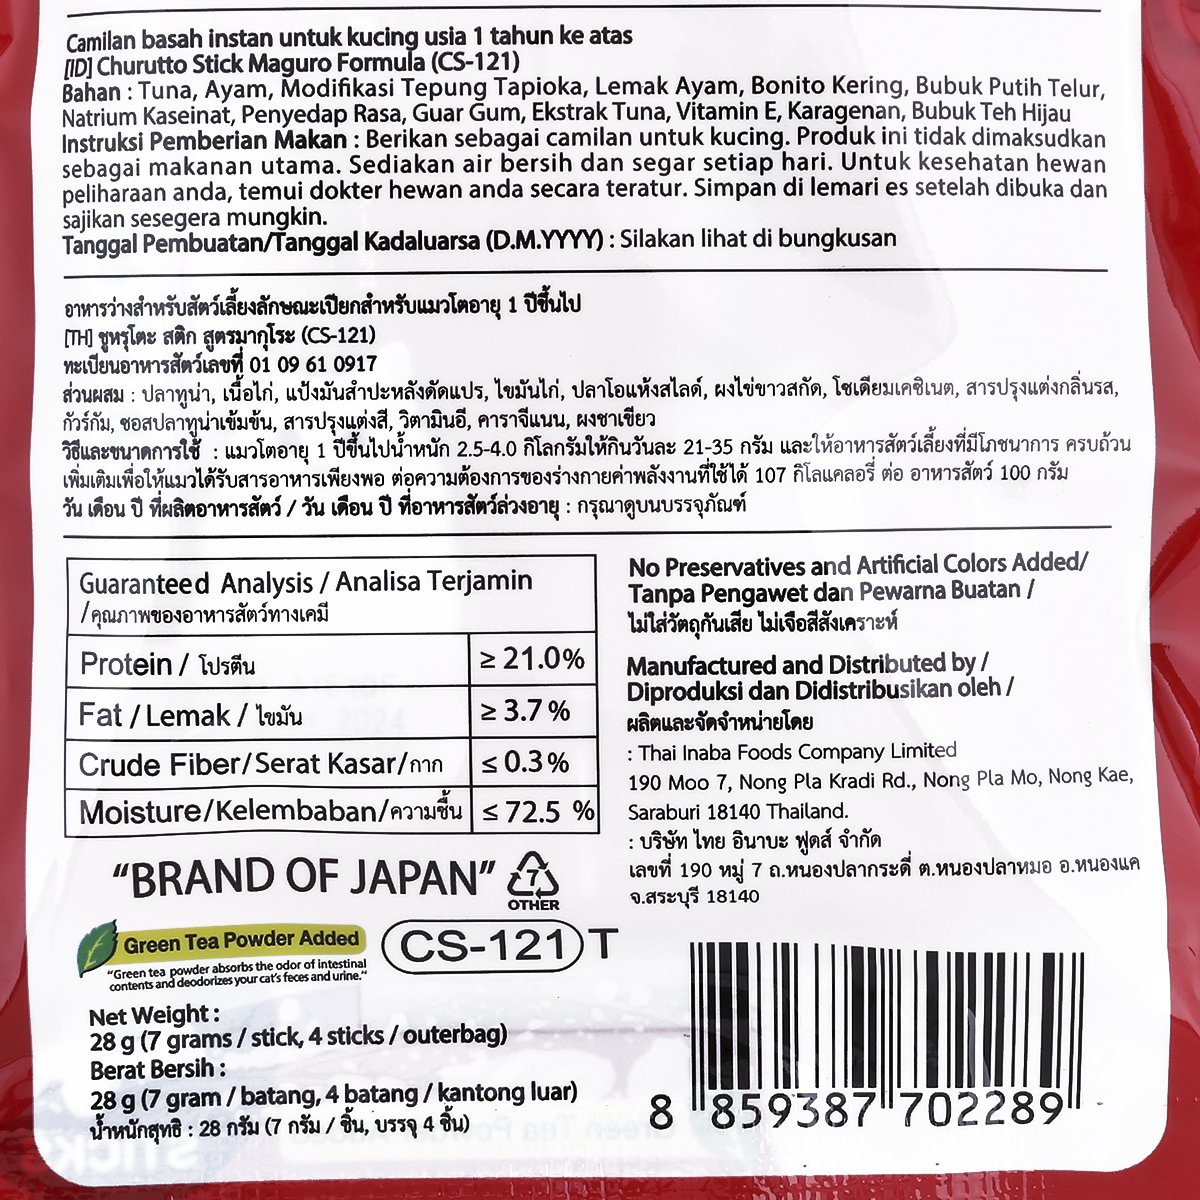 Camilan basah instan untuk kucing usia 1 tahun ke atas
[ID] Churutto Stick Maguro Formula (CS-121)
Bahan : Tuna, Ayam, Modifikasi Tepung Tapioka, Lemak Ayam, Bonito Kering, Bubuk Putih Telur,
Natrium Kaseinat, Penyedap Rasa, Guar Gum, Ekstrak Tuna, Vitamin E, Karagenan, Bubuk Teh Hijau
Instruksi Pemberian Makan : Berikan sebagai camilan untuk kucing. Produk ini tidak dimaksudkan
sebagai makanan utama. Sediakan air bersih dan segar setiap hari. Untuk kesehatan hewan
peliharaan anda, temui dokter hewan anda secara teratur. Simpan di lemari es setelah dibuka dan
sajikan sesegera mungkin.
Tanggal Pembuatan/Tanggal Kadaluarsa (D.M.YYYY) : Silakan lihat di bungkusan
อาหารว่างสำหรับสัตว์เลี้ยงลักษณะเปียกสำหรับแมวโตอายุ 1 ปีขึ้นไป
[TH] ชูหรุโตะ สติก สูตรมากุโระ (CS-121)
ทะเบียนอาหารสัตว์เลขที่ 01 09 61 0917
ส่วนผสม : ปลาทูน่า, เนื้อไก่, แป้งมันสำปะหลังดัดแปร, ไขมันไก่, ปลาโอแห้งสไลด์, ผงไข่ขาวสกัด, โซเดียมเคซิเนต, สารปรุงแต่งกลิ่นรส,
กัวร์กัม, ซอสปลาทูน่าเข้มข้น, สารปรุงแต่งสี, วิตามินอี, คาราจีแนน, ผงชาเขียว
วิธีและขนาดการใช้ : แมวโตอายุ 1 ปีขึ้นไปน้ำหนัก 2.5-4.0 กิโลกรัมให้กินวันละ 21-35 กรัม และให้อาหารสัตว์เลี้ยงที่มีโภชนาการ ครบถ้วน
เพิ่มเติมเพื่อให้แมวได้รับสารอาหารเพียงพอ ต่อความต้องการของร่างกายค่าพลังงานที่ใช้ได้ 107 กิโลแคลอรี่ ต่อ อาหารสัตว์ 100 กรัม
วัน เดือน ปี ที่ผลิตอาหารสัตว์ / วัน เดือน ปี ที่อาหารสัตว์ล่วงอายุ : กรุณาดูบนบรรจุภัณฑ์
Guaranteed Analysis / Analisa Terjamin
/คุณภาพของอาหารสัตว์ทางเคมี
Protein / โปรตีน ≥ 21.0%
Fat / Lemak / ไขมัน ≥ 3.7 %
Crude Fiber/Serat Kasar/กาก ≤ 0.3 %
Moisture/Kelembaban/ความชื้น ≤ 72.5 %
No Preservatives and Artificial Colors Added/
Tanpa Pengawet dan Pewarna Buatan /
ไม่ใส่วัตถุกันเสีย ไม่เจือสีสังเคราะห์
Manufactured and Distributed by /
Diproduksi dan Didistribusikan oleh /
ผลิตและจัดจำหน่ายโดย
: Thai Inaba Foods Company Limited
190 Moo 7, Nong Pla Kradi Rd., Nong Pla Mo, Nong Kae,
Saraburi 18140 Thailand.
: บริษัท ไทย อินาบะ ฟูดส์ จำกัด
เลขที่ 190 หมู่ 7 ถ.หนองปลากระดี่ ต.หนองปลาหมอ อ.หนองแค
จ.สระบุรี 18140
“BRAND OF JAPAN”
7
OTHER
Green Tea Powder Added
"Green tea powder absorbs the odor of intestinal
contents and deodorizes your cat's feces and urine."
CS-121 T
Net Weight :
28 g (7 grams / stick, 4 sticks / outerbag)
Berat Bersih :
28 g (7 gram / batang, 4 batang / kantong luar)
น้ำหนักสุทธิ : 28 กรัม (7 กรัม / ชิ้น, บรรจุ 4 ชิ้น)
8 859387 702289